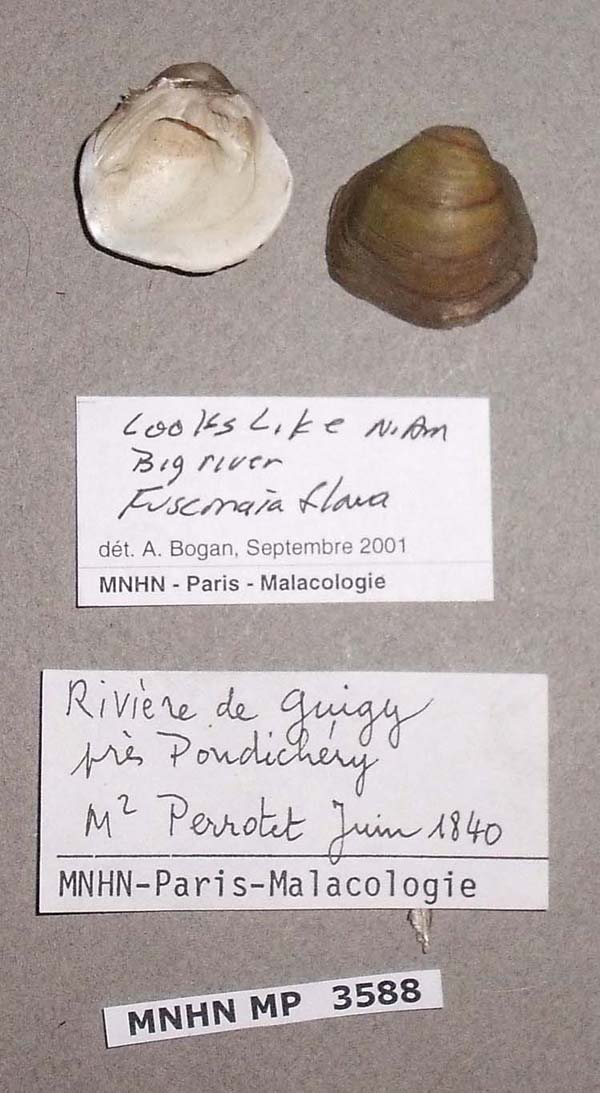 Looks Like N. Am
Big river
Fusconaia flava
dét. A. Bogan, Septembre 2001
MNHN - Paris - Malacologie
Rivière de Guigy
près Pondichéry
M² Perrotet Juin 1840
MNHN-Paris-Malacologie
MNHN MP 3588